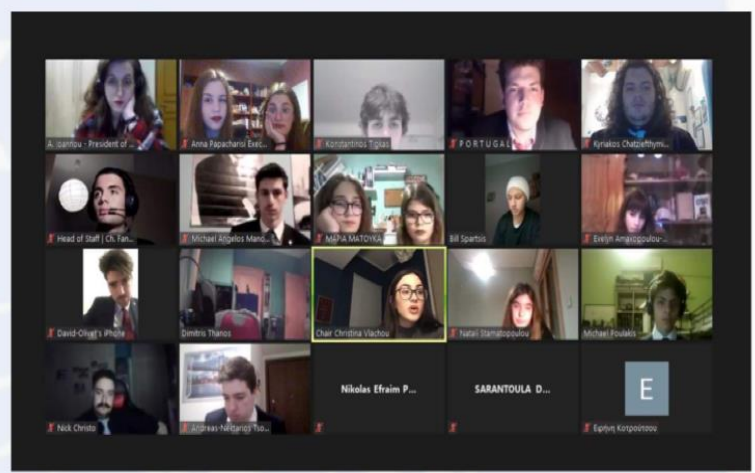 A. Ioannou - President of ...
Anna Papacharisi Exec...
Konstantinos Tigkas
PORTUGAL
Kyriakos Chatziefthymi...
Head of Staff | Ch. Fan...
Michael Angelos Mano...
ΜΑΡΙΑ ΜΑΤΟΥΚΑ
Bill Spartsis
Evelyn Amaxopoulou-...
David-Oliver's iPhone
Dimitris Thanos
Chair Christina Vlachou
Natali Stamatopoulou
Michael Poulakis
Nick Christo
Andreas-Nektarios Tso...
Nikolas Efraim P...
SARANTOULA D...
E
Ειρήνη Κοτρούτσου